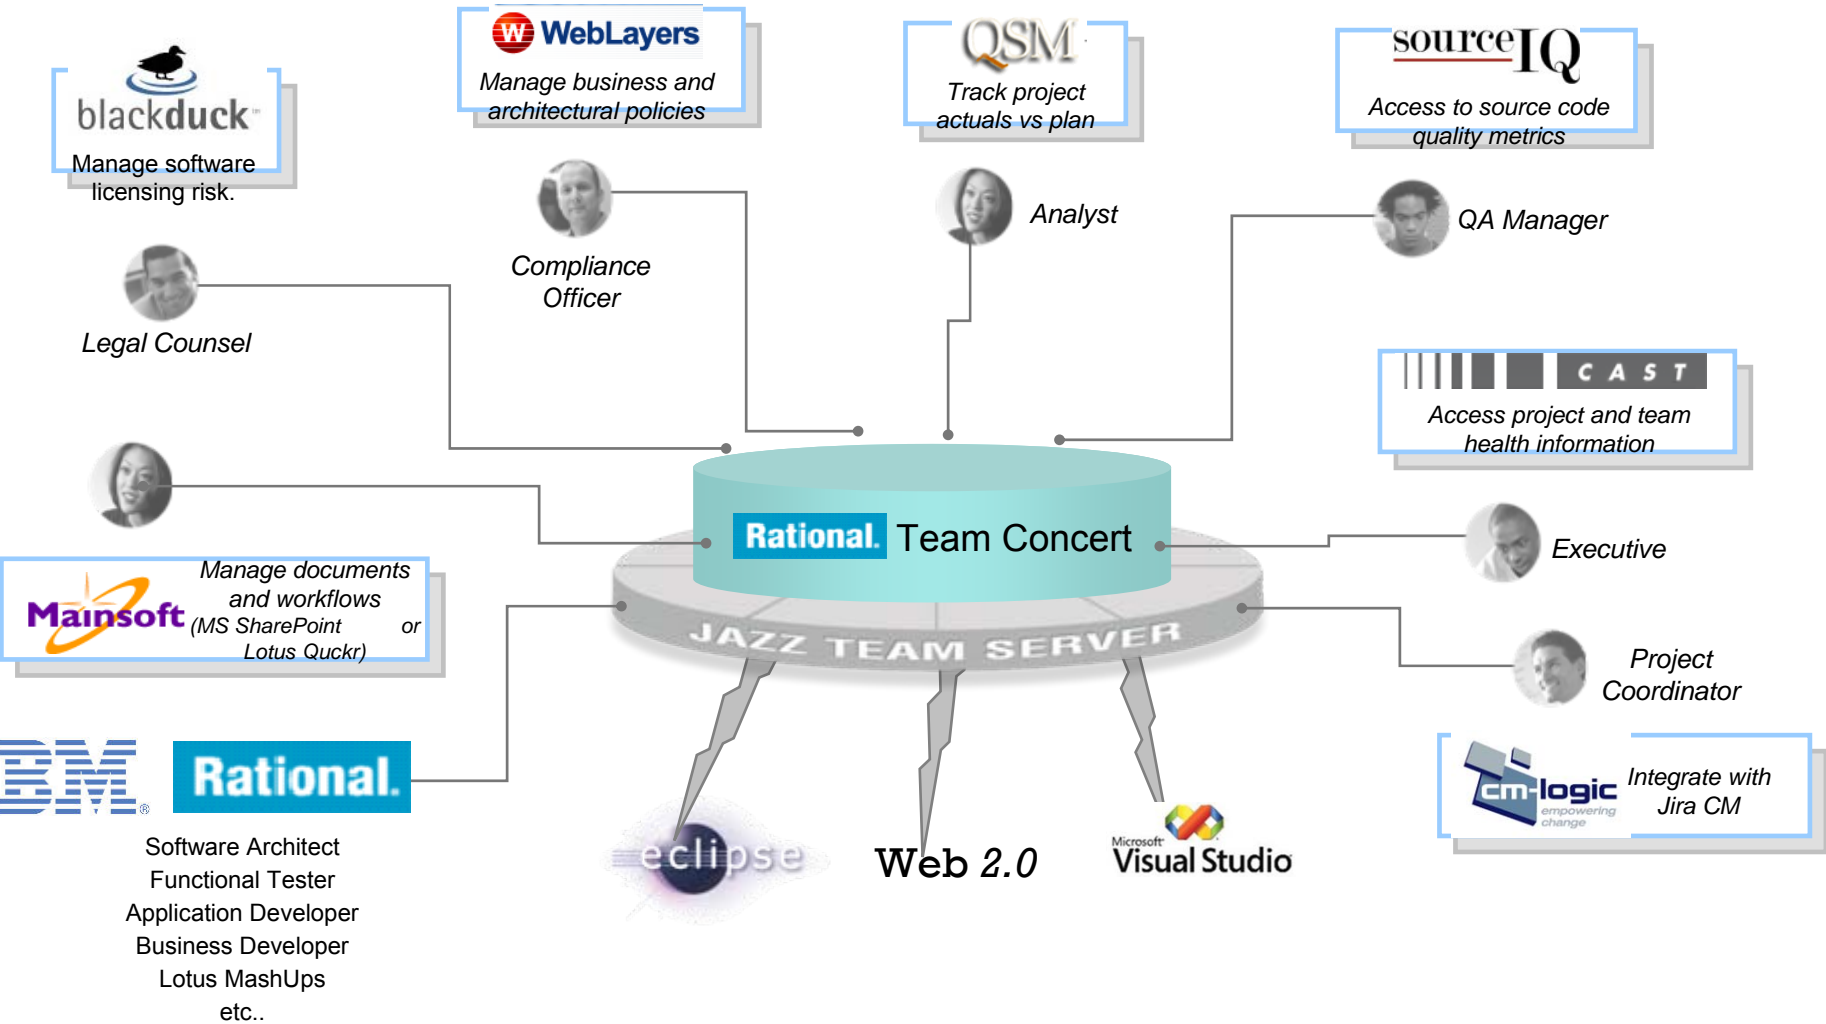 blackduck™
Manage software
licensing risk.
Legal Counsel
W WebLayers
Manage business and
architectural policies
Compliance
Officer
QSM
Track project
actuals vs plan
Analyst
sourceIQ
Access to source code
quality metrics
QA Manager
CAST
Access project and team
health information
Executive
Rational. Team Concert
JAZZ TEAM SERVER
Mainsoft
Manage documents
and workflows
(MS SharePoint or
Lotus Quckr)
Project
Coordinator
cm-logic
empowering
change
Integrate with
Jira CM
IBM®
Rational.
Software Architect
Functional Tester
Application Developer
Business Developer
Lotus MashUps
etc..
eclipse
Web 2.0
Microsoft
Visual Studio